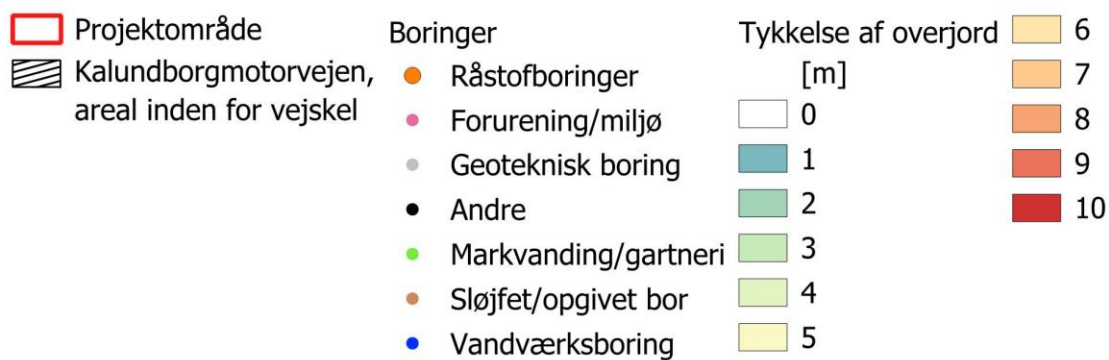 Projektområde
Kalundborgmotorvejen,
areal inden for vejskel
Boringer
Råstofboringer
Forurening/miljø
Geoteknisk boring
Andre
Markvanding/gartneri
Sløjfet/opgivet bor
Vandværksboring
Tykkelse af overjord
[m]
0
1
2
3
4
5
6
7
8
9
10